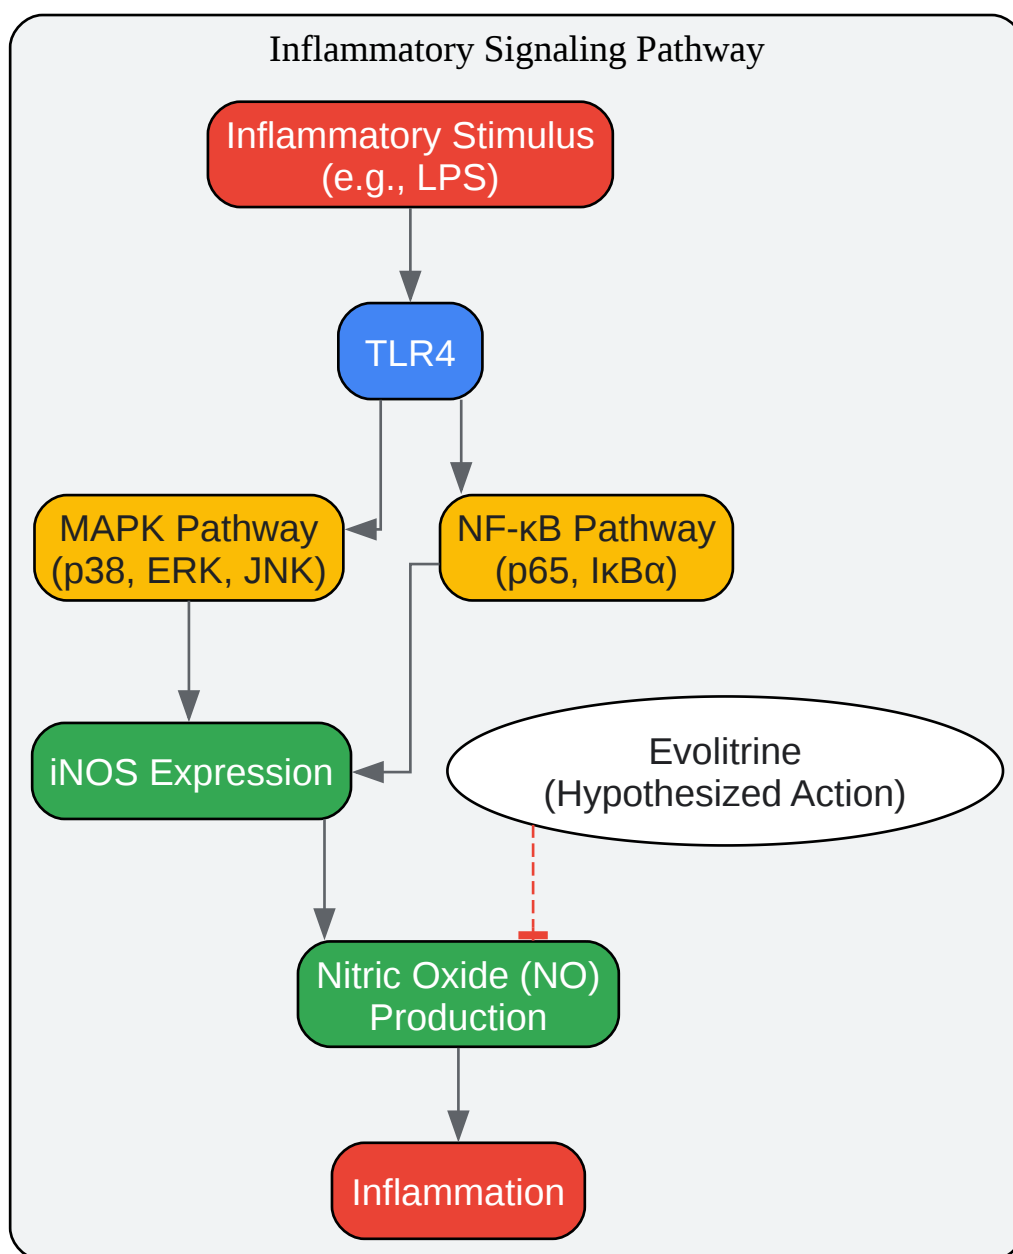 Inflammatory Signaling Pathway
Inflammatory Stimulus
(e.g., LPS)
TLR4
MAPK Pathway
(p38, ERK, JNK)
NF-κB Pathway
(p65, IκBα)
iNOS Expression
Evolitrine
(Hypothesized Action)
Nitric Oxide (NO)
Production
Inflammation